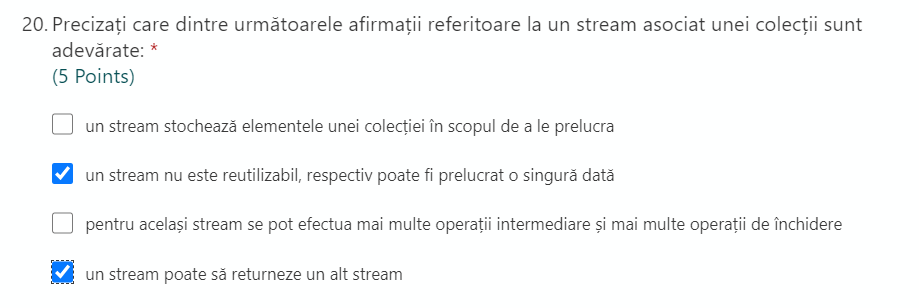 20. Precizați care dintre următoarele afirmații referitoare la un stream asociat unei colecții sunt
adevărate: *
(5 Points)
un stream stochează elementele unei colecției în scopul de a le prelucra
un stream nu este reutilizabil, respectiv poate fi prelucrat o singură dată
pentru același stream se pot efectua mai multe operații intermediare și mai multe operații de închidere
un stream poate să returneze un alt stream